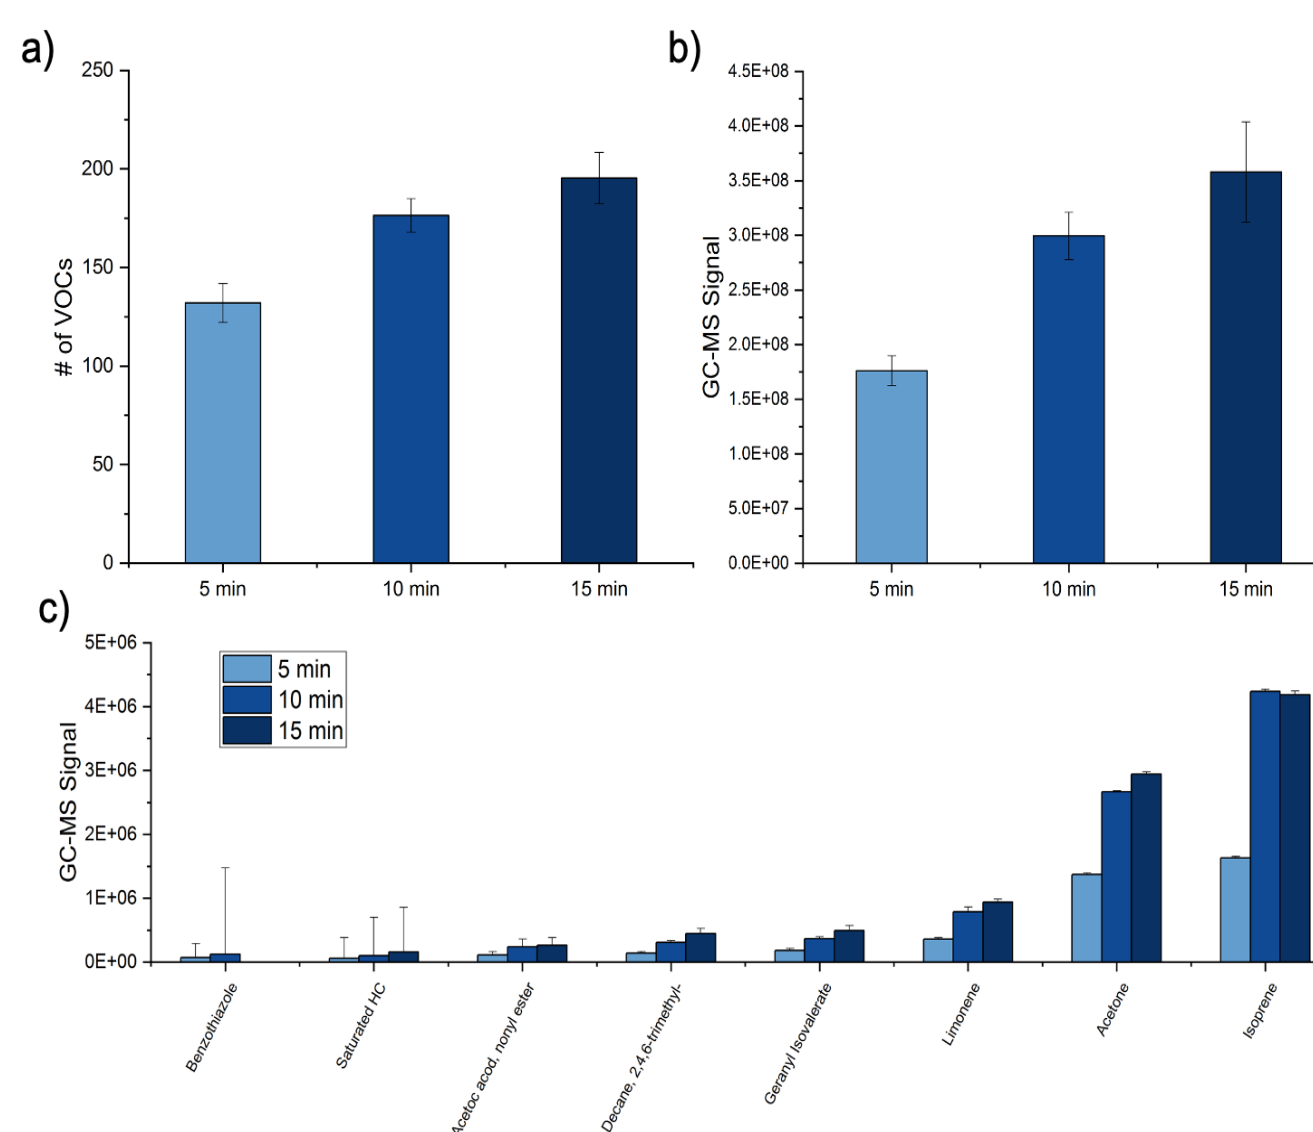 a)
250
200
150
100
50
0
# of VOCs
5 min
10 min
15 min
b)
4.5E+08
4.0E+08
3.5E+08
3.0E+08
2.5E+08
2.0E+08
1.5E+08
1.0E+08
5.0E+07
0.0E+00
GC-MS Signal
5 min
10 min
15 min
c)
5E+06
4E+06
3E+06
2E+06
1E+06
0E+00
GC-MS Signal
5 min
10 min
15 min
Benzothiazole
Saturated HC
Acetoc acod, nonyl ester
Decane, 2,4,6-trimethyl-
Geranyl Isovalerate
Limonene
Acetone
Isoprene